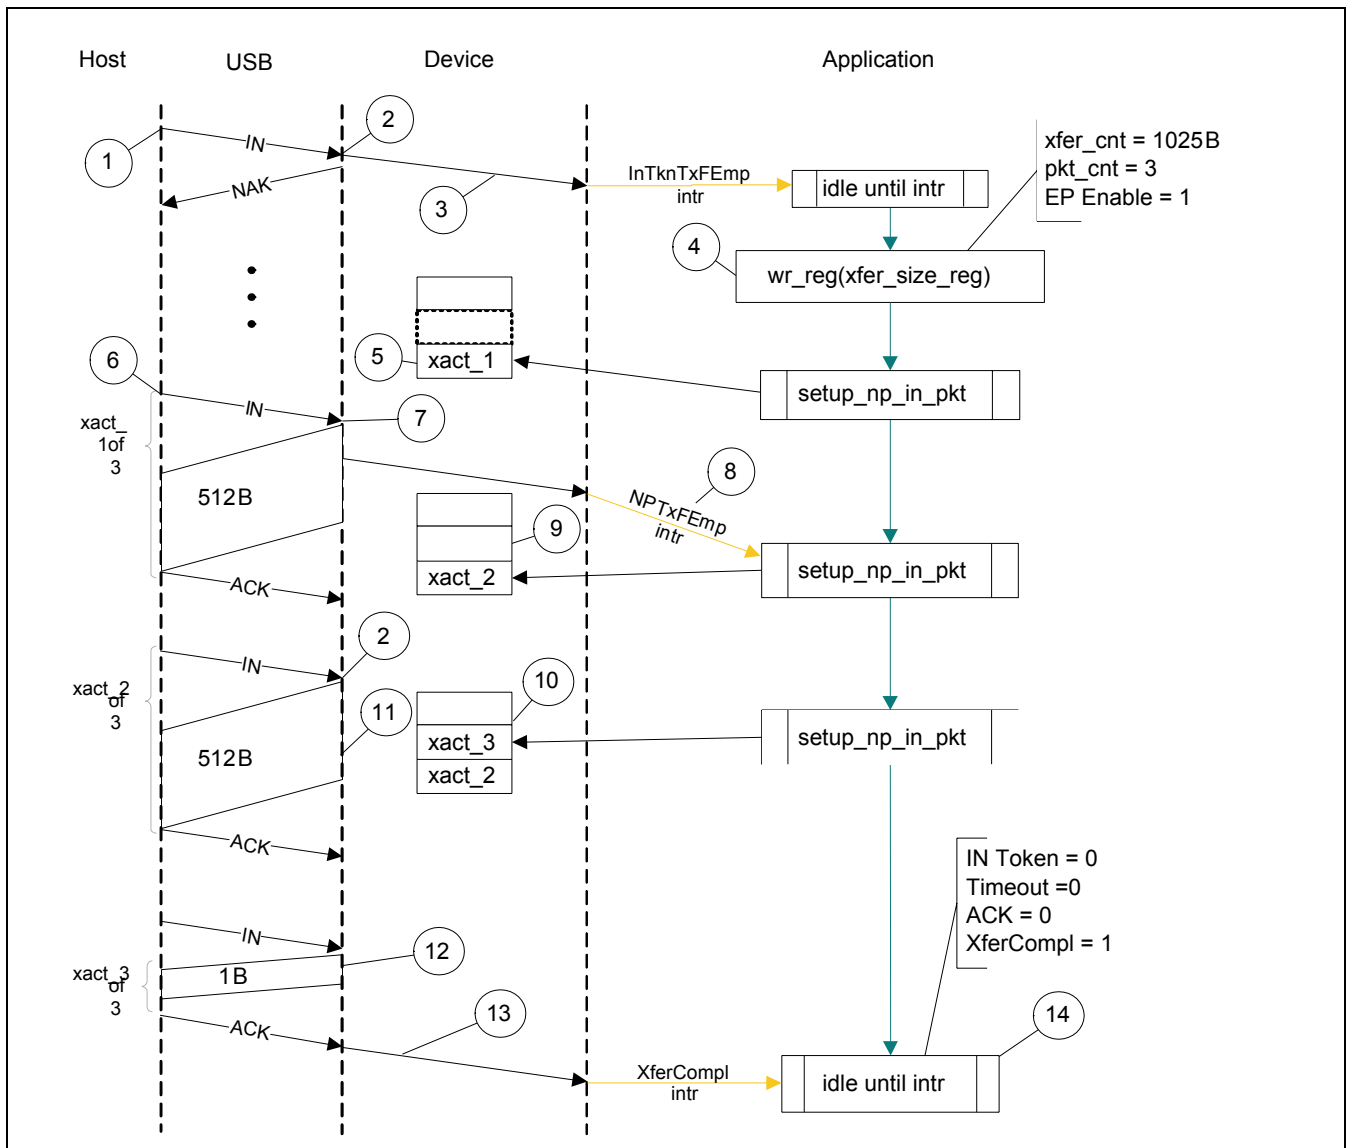 Host
USB
Device
Application
1
IN
2
NAK
3
InTknTxFEmp
intr
idle until intr
xfer_cnt = 1025B
pkt_cnt = 3
EP Enable = 1
4
wr_reg(xfer_size_reg)
5
xact_1
setup_np_in_pkt
6
IN
7
xact_
1of
3
512B
ACK
8
NPTxFEmp
intr
9
xact_2
setup_np_in_pkt
IN
2
xact_2
of
3
512B
11
ACK
10
xact_3
xact_2
setup_np_in_pkt
IN Token = 0
Timeout =0
ACK = 0
XferCompl = 1
IN
12
xact_3
of
3
1B
ACK
13
XferCompl
intr
idle until intr
14